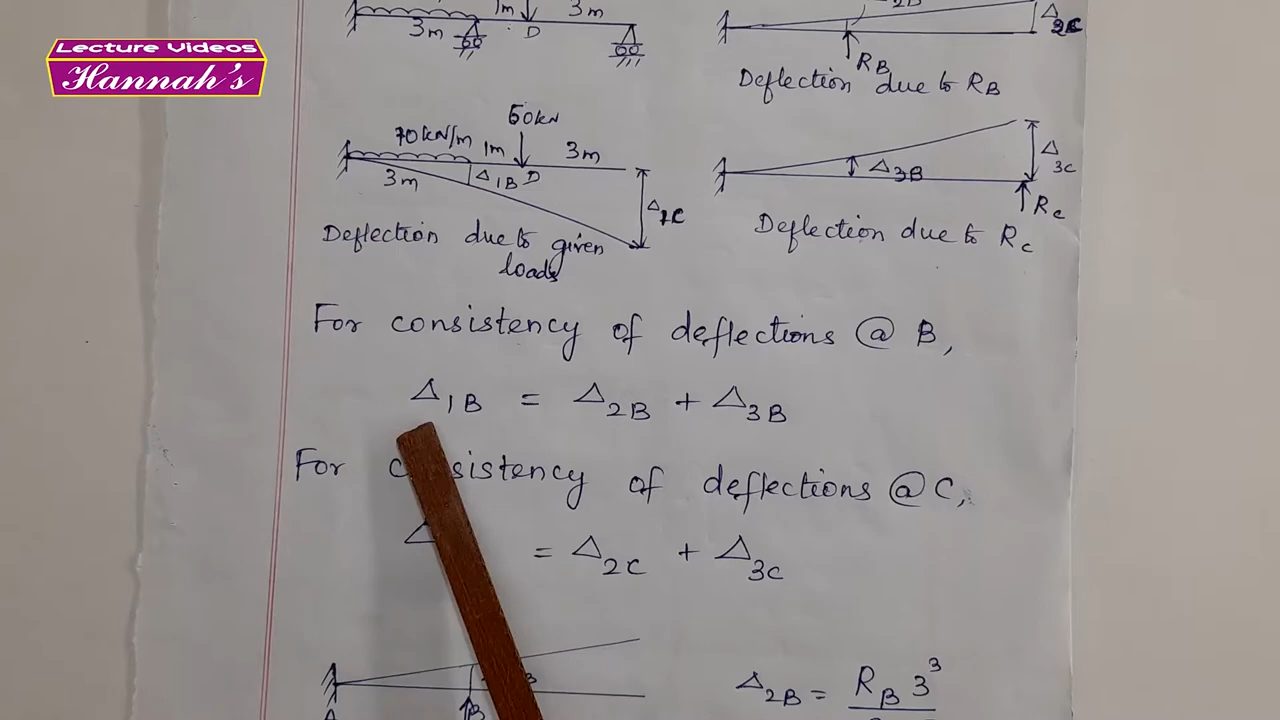 Lecture Videos
Hannah's
1m 3m
3m D
Δ2C
RB
Deflection due to RB
60kN
70kN/m 1m 3m
3m Δ1B D
Δ1C
Deflection due to given
loads
Δ3B
Δ3C
RC
Deflection due to RC
For consistency of deflections @ B,
Δ1B = Δ2B + Δ3B
For consistency of deflections @ C,
Δ = Δ2C + Δ3C
B
Δ2B = RB 3³